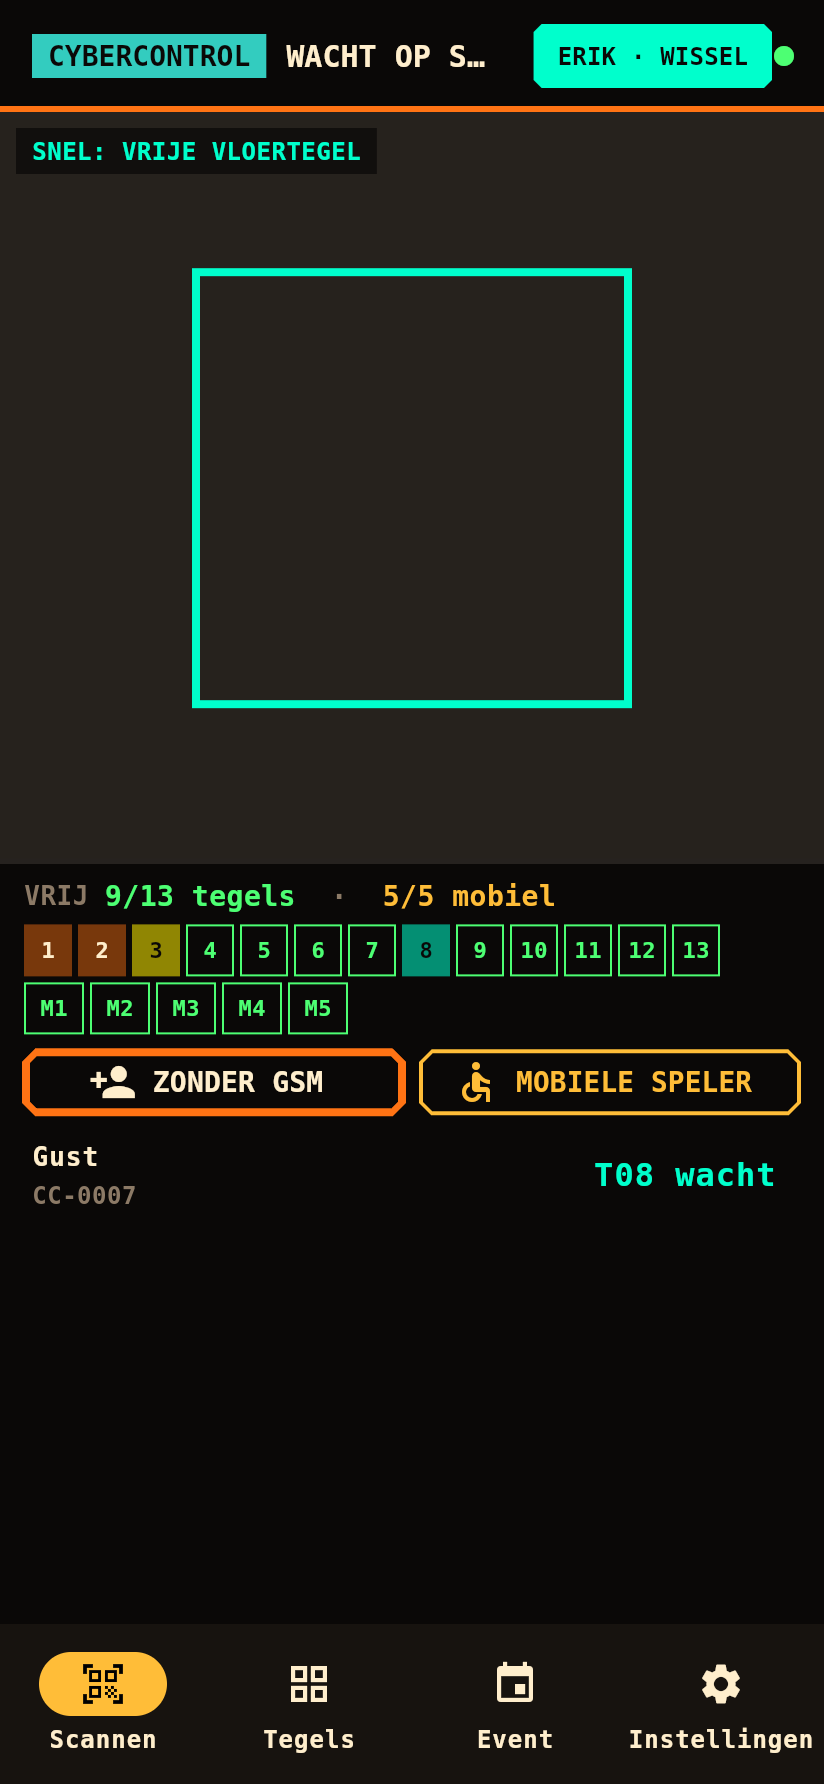 CYBERCONTROL WACHT OP S… ERIK · WISSEL
SNEL: VRIJE VLOERTEGEL
VRIJ 9/13 tegels · 5/5 mobiel
1 2 3 4 5 6 7 8 9 10 11 12 13
M1 M2 M3 M4 M5
ZONDER GSM MOBIELE SPELER
Gust
CC-0007
T08 wacht
Scannen Tegels Event Instellingen